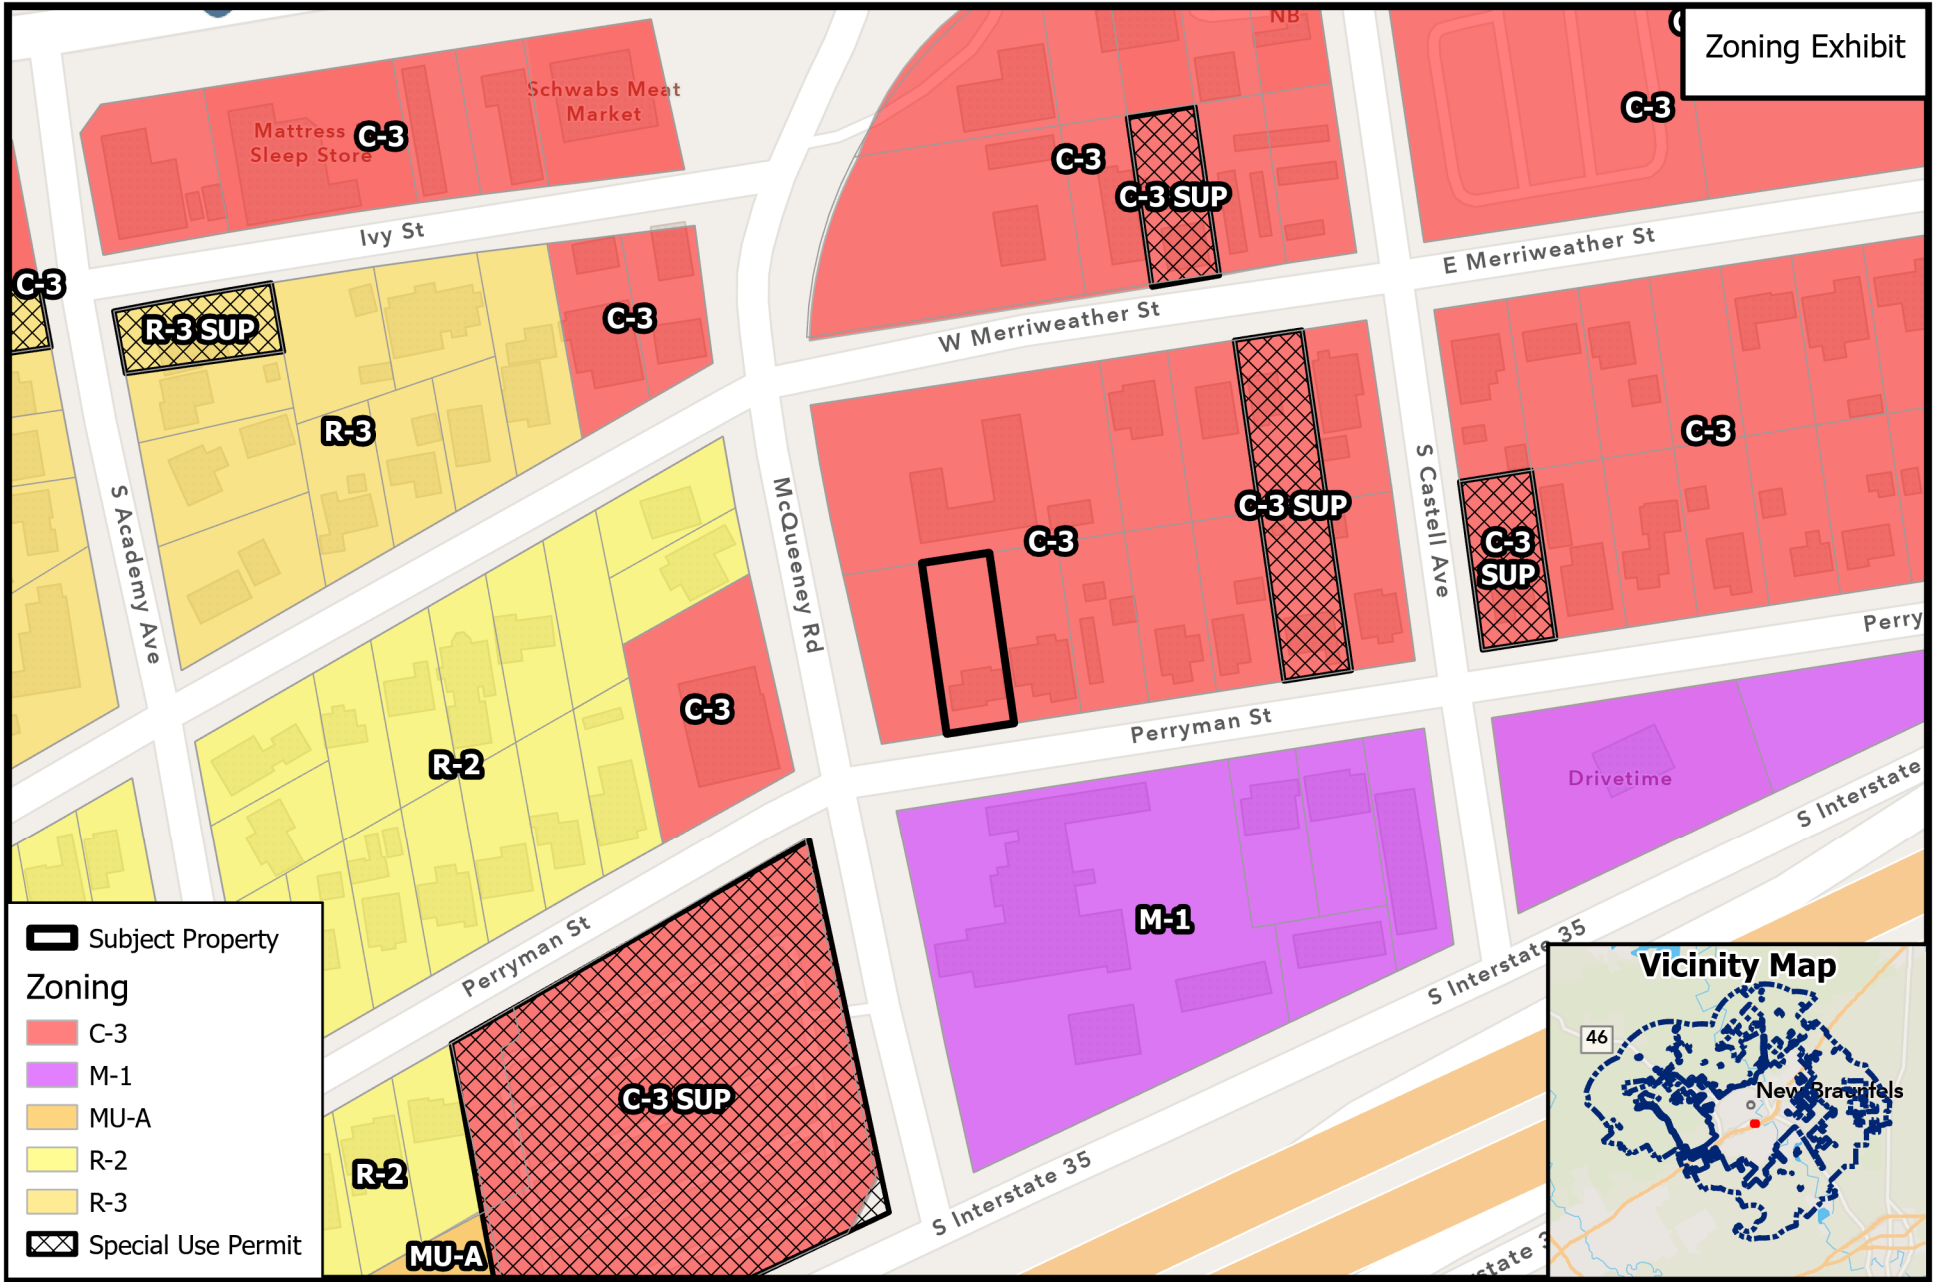 NB
Zoning Exhibit
Schwabs Meat
Market
Mattress
Sleep Store
C-3
C-3
C-3
C-3 SUP
Ivy St
E Merriweather St
C-3
R-3 SUP
C-3
W Merriweather St
R-3
C-3
S Academy Ave
McQueeney Rd
S Castell Ave
C-3 SUP
C-3
C-3
SUP
Perry
C-3
Perryman St
R-2
Drivetime
S Interstate
M-1
Perryman St
S Interstate 35
C-3 SUP
R-2
S Interstate 35
MU-A
state 3
Subject Property
Zoning
C-3
M-1
MU-A
R-2
R-3
Special Use Permit
Vicinity Map
46
New Braunfels